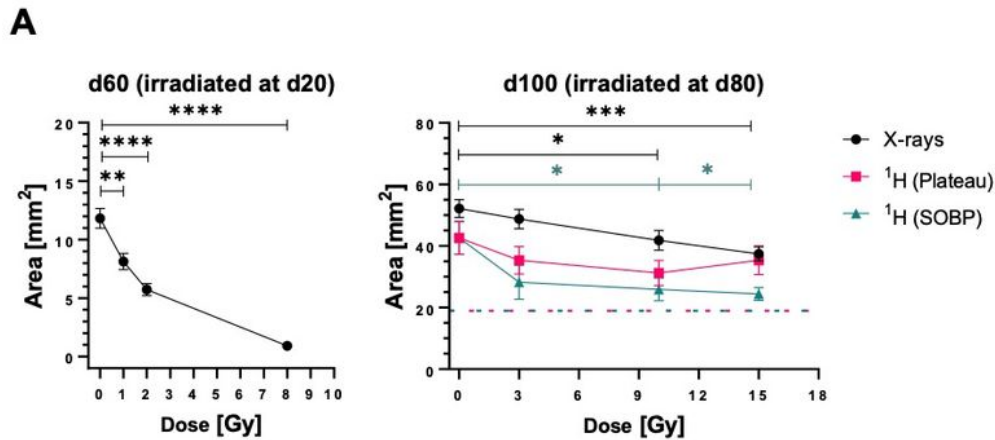 A
d60 (irradiated at d20)
****
****
**
Area [mm²]
20
15
10
5
0
0 1 2 3 4 5 6 7 8 9 10
Dose [Gy]
d100 (irradiated at d80)
***
*
* *
Area [mm²]
80
60
40
20
0
0 3 6 9 12 15 18
Dose [Gy]
X-rays
¹H (Plateau)
¹H (SOBP)